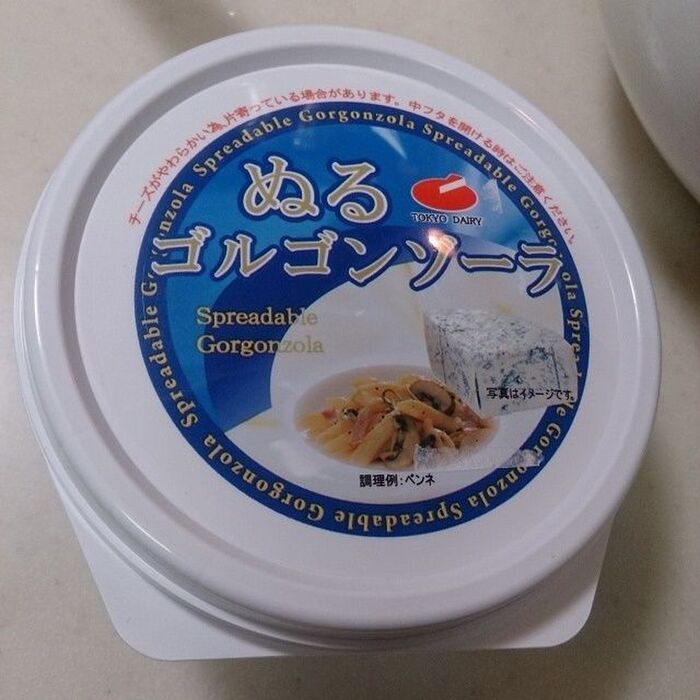 チーズがやわらかい為、片寄っている場合があります。中フタを開ける時はご注意ください。
Spreadable Gorgonzola Spreadable Gorgonzola Spreadable Gorgonzola Spreadable Gorgonzola
ぬる
TOKYO DAIRY
ゴルゴンゾーラ
Spreadable
Gorgonzola
写真はイメージです。
調理例:ペンネ